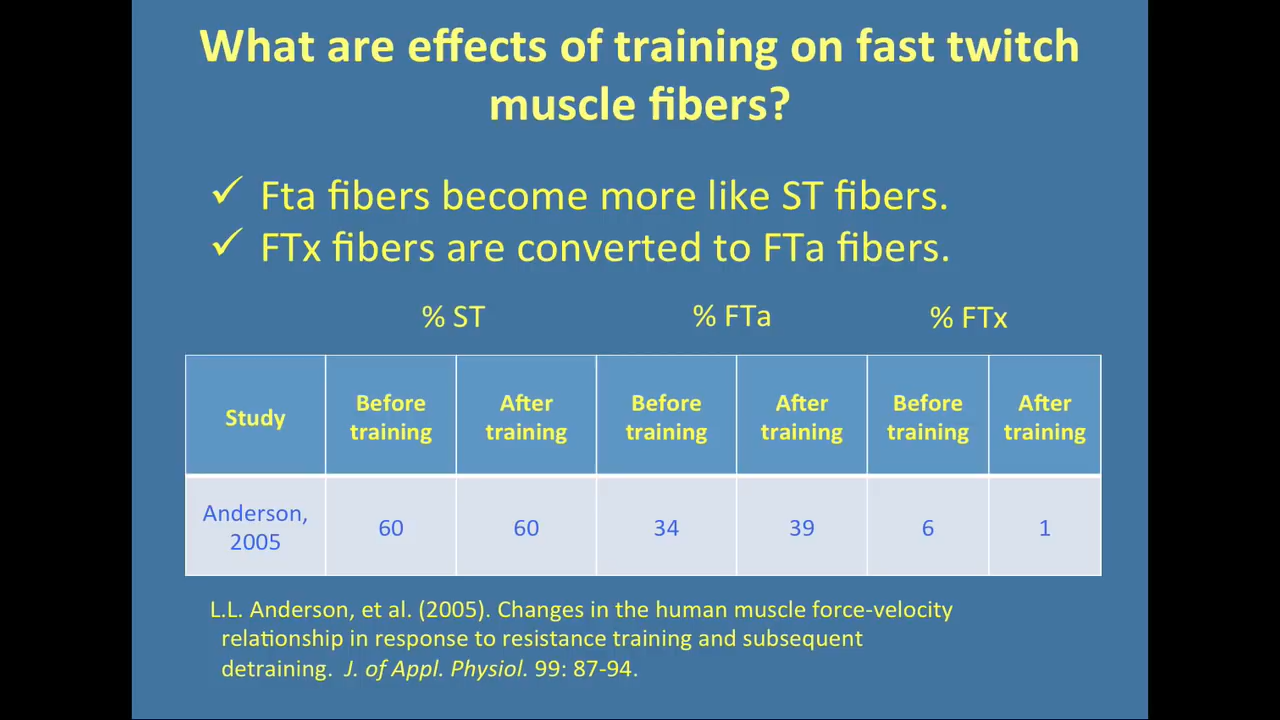 What are effects of training on fast twitch
muscle fibers?
✓ Fta fibers become more like ST fibers.
✓ FTx fibers are converted to FTa fibers.
% ST % FTa % FTx
Study Before training After training Before training After training Before training After training
Anderson, 2005 60 60 34 39 6 1
L.L. Anderson, et al. (2005). Changes in the human muscle force-velocity
relationship in response to resistance training and subsequent
detraining. J. of Appl. Physiol. 99: 87-94.